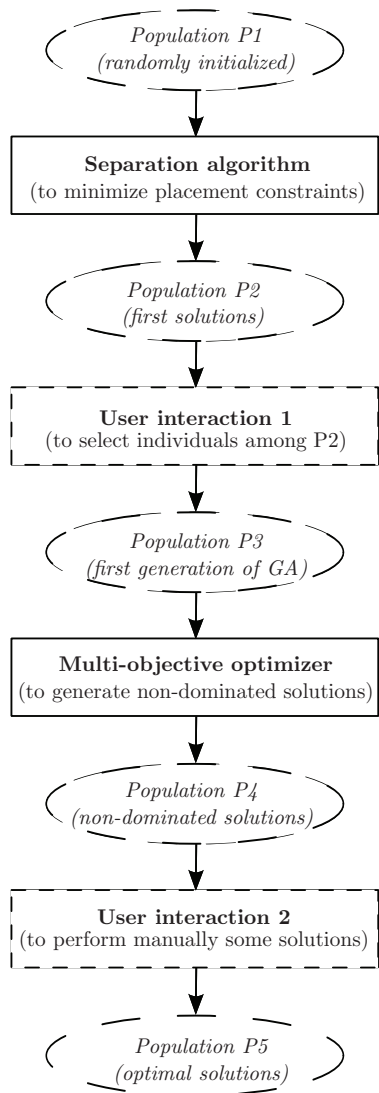 Population P1
(randomly initialized)
Separation algorithm
(to minimize placement constraints)
Population P2
(first solutions)
User interaction 1
(to select individuals among P2)
Population P3
(first generation of GA)
Multi-objective optimizer
(to generate non-dominated solutions)
Population P4
(non-dominated solutions)
User interaction 2
(to perform manually some solutions)
Population P5
(optimal solutions)